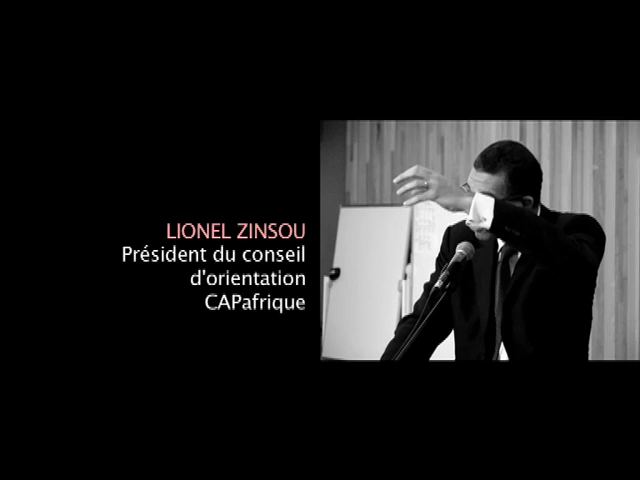 LIONEL ZINSOU
Président du conseil
d'orientation
CAPafrique